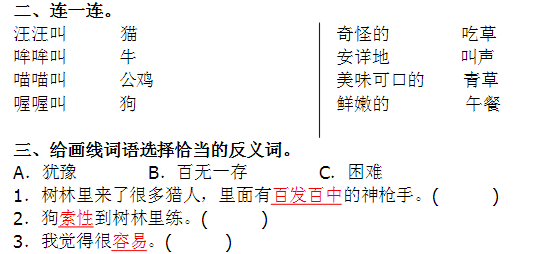 二、连一连。
汪汪叫 猫 奇怪的 吃草
哞哞叫 牛 安详地 叫声
喵喵叫 公鸡 美味可口的 青草
喔喔叫 狗 鲜嫩的 午餐
三、给画线词语选择恰当的反义词。
A．犹豫 B．百无一存 C．困难
1．树林里来了很多猎人，里面有百发百中的神枪手。( )
2．狗索性到树林里练。( )
3．我觉得很容易。( )